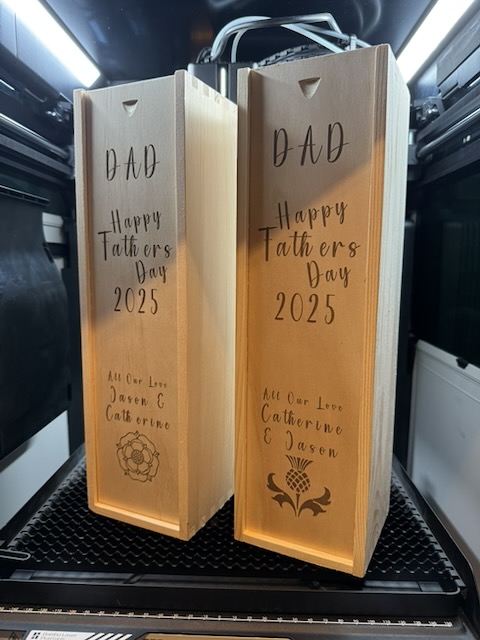 DAD
Happy
Fathers
Day
2025
All Our Love
Jason &
Catherine
DAD
Happy
Fathers
Day
2025
All Our Love
Catherine
& Jason